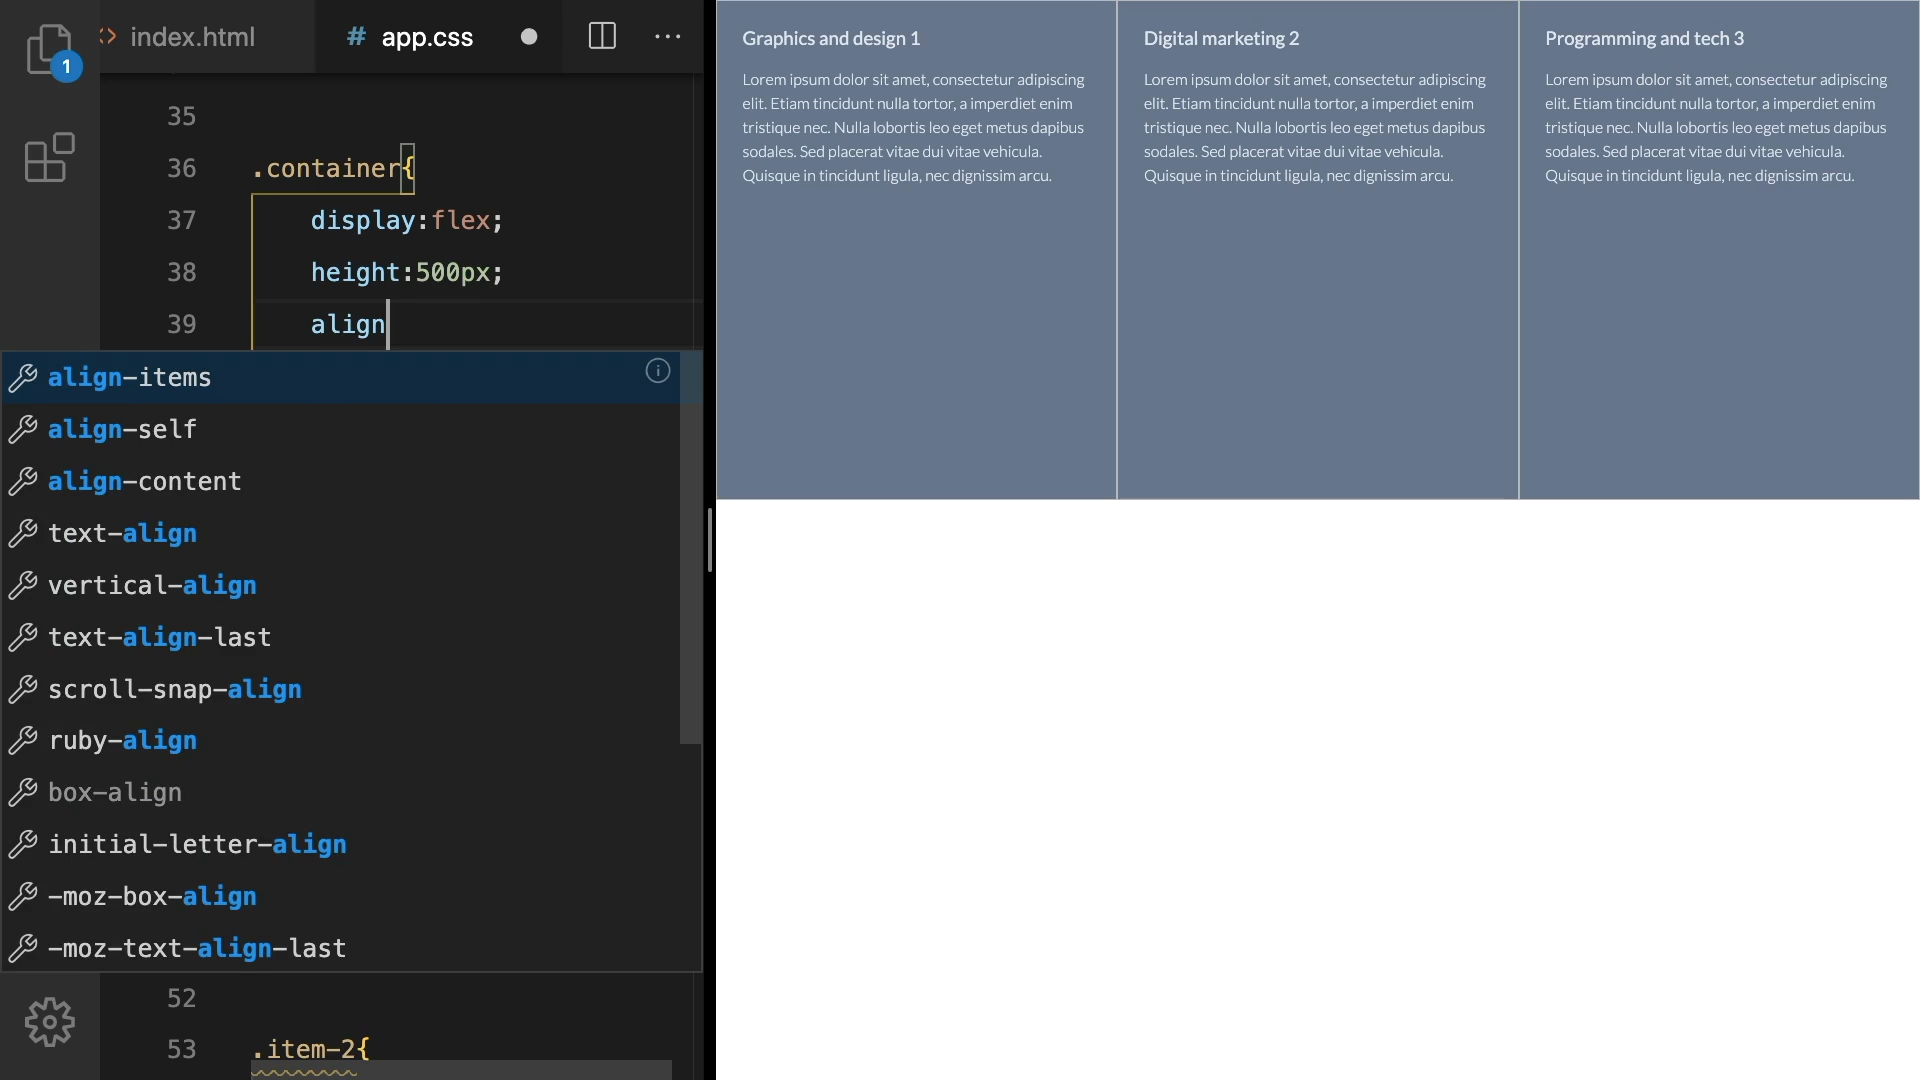 index.html
# app.css
1
35
36 .container{
37 display:flex;
38 height:500px;
39 align
align-items
align-self
align-content
text-align
vertical-align
text-align-last
scroll-snap-align
ruby-align
box-align
initial-letter-align
-moz-box-align
-moz-text-align-last
52
53 .item-2{
Graphics and design 1
Lorem ipsum dolor sit amet, consectetur adipiscing
elit. Etiam tincidunt nulla tortor, a imperdiet enim
tristique nec. Nulla lobortis leo eget metus dapibus
sodales. Sed placerat vitae dui vitae vehicula.
Quisque in tincidunt ligula, nec dignissim arcu.
Digital marketing 2
Lorem ipsum dolor sit amet, consectetur adipiscing
elit. Etiam tincidunt nulla tortor, a imperdiet enim
tristique nec. Nulla lobortis leo eget metus dapibus
sodales. Sed placerat vitae dui vitae vehicula.
Quisque in tincidunt ligula, nec dignissim arcu.
Programming and tech 3
Lorem ipsum dolor sit amet, consectetur adipiscing
elit. Etiam tincidunt nulla tortor, a imperdiet enim
tristique nec. Nulla lobortis leo eget metus dapibus
sodales. Sed placerat vitae dui vitae vehicula.
Quisque in tincidunt ligula, nec dignissim arcu.